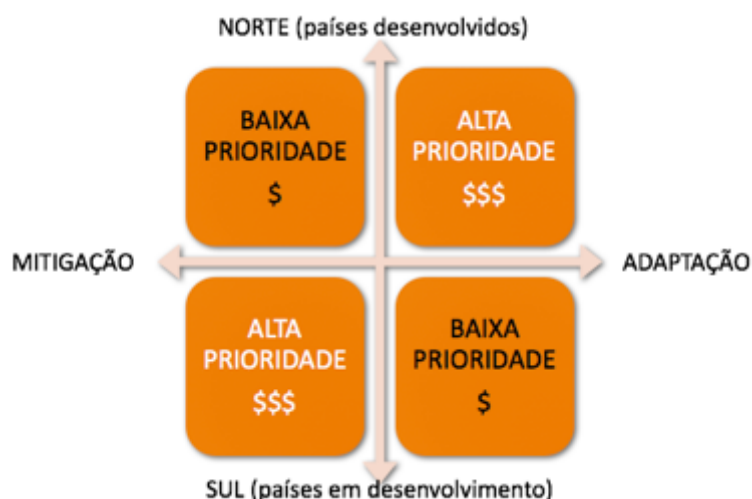 NORTE (países desenvolvidos)
BAIXA
PRIORIDADE
$
ALTA
PRIORIDADE
$$$
MITIGAÇÃO
ADAPTAÇÃO
ALTA
PRIORIDADE
$$$
BAIXA
PRIORIDADE
$
SUL (países em desenvolvimento)